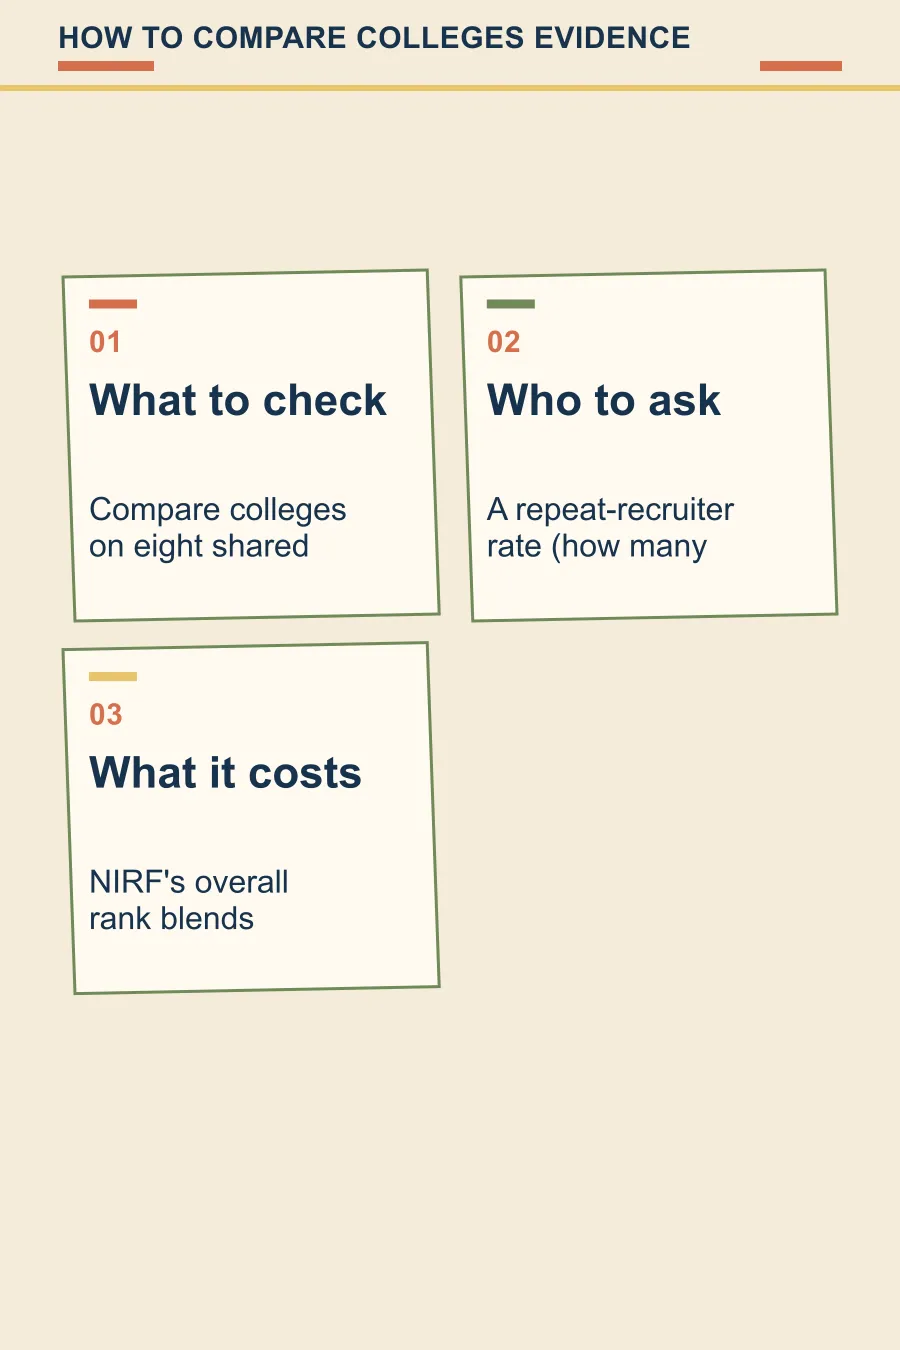 HOW TO COMPARE COLLEGES EVIDENCE
01
What to check
Compare colleges
on eight shared
02
Who to ask
A repeat-recruiter
rate (how many
03
What it costs
NIRF's overall
rank blends